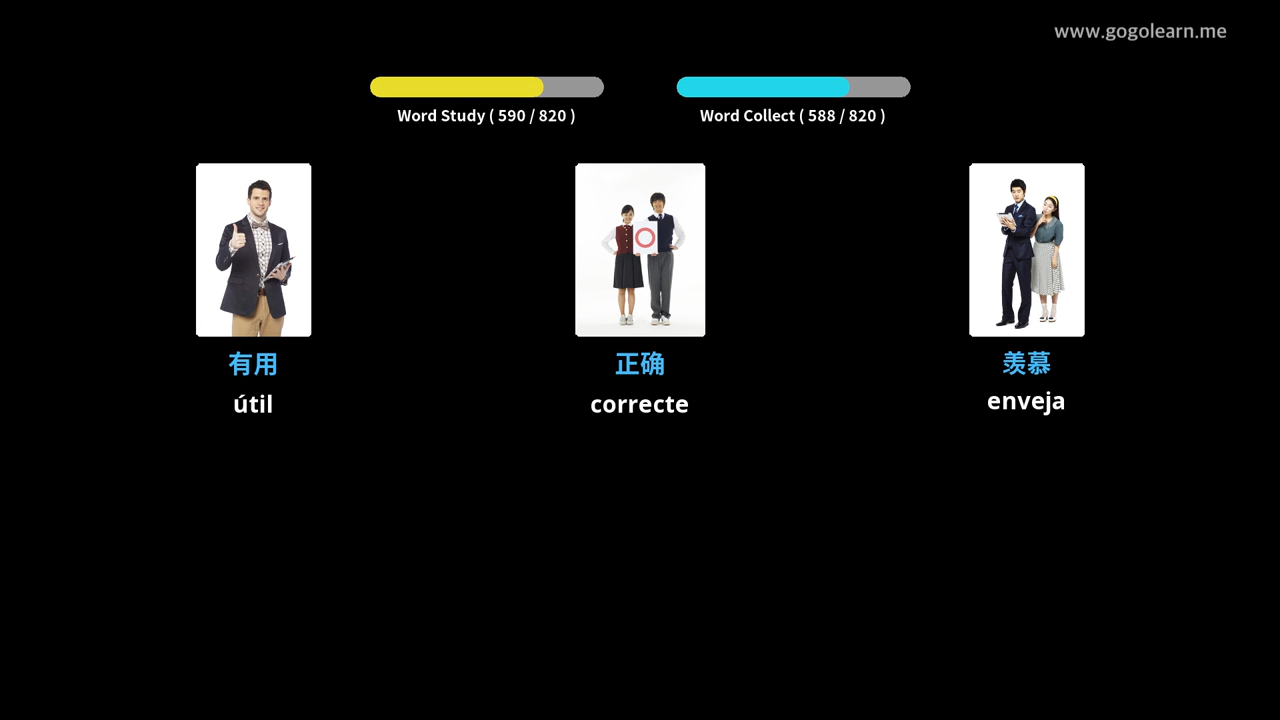 www.gogolearn.me
Word Study ( 590 / 820 )
Word Collect ( 588 / 820 )
有用
正确
羡慕
útil
correcte
enveja